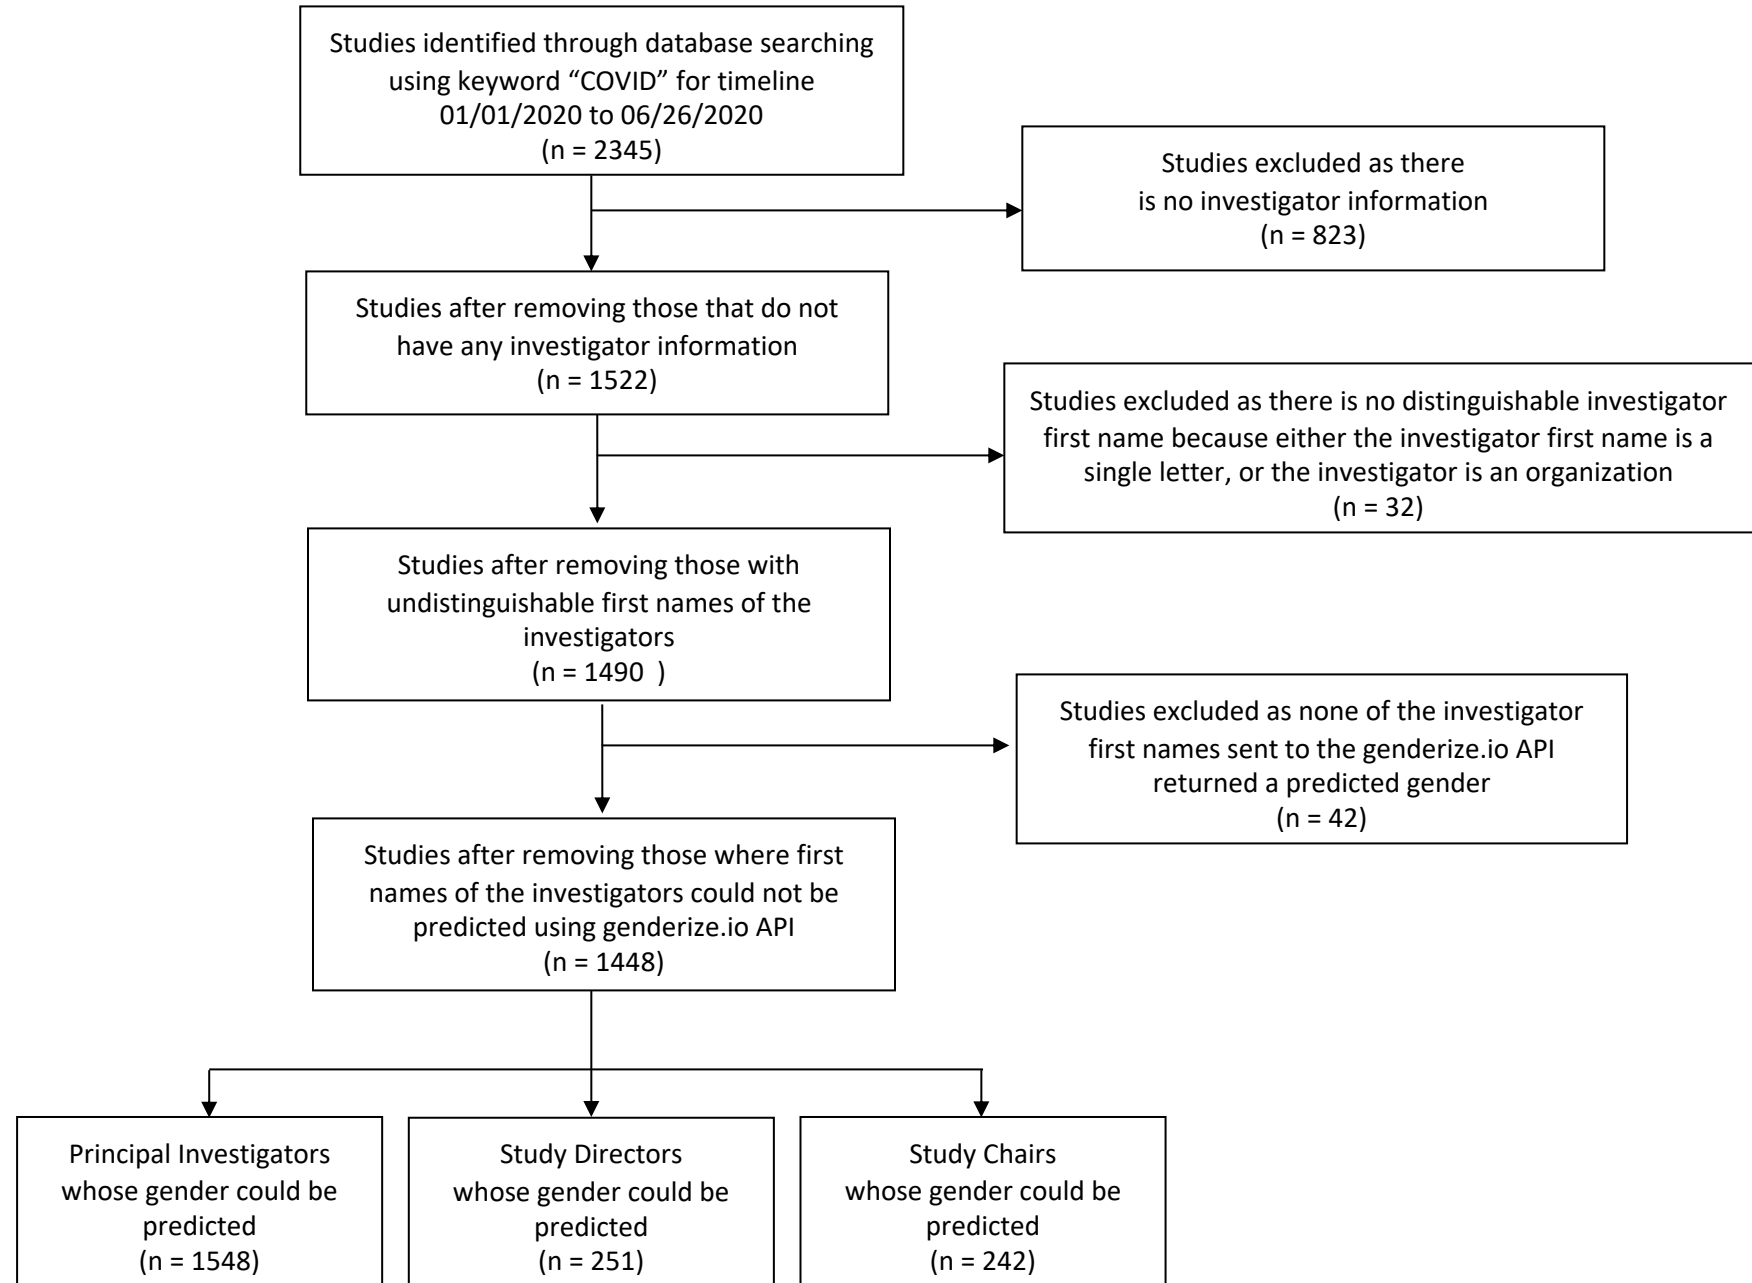 Studies identified through database searching
using keyword “COVID” for timeline
01/01/2020 to 06/26/2020
(n = 2345)
Studies excluded as there
is no investigator information
(n = 823)
Studies after removing those that do not
have any investigator information
(n = 1522)
Studies excluded as there is no distinguishable investigator
first name because either the investigator first name is a
single letter, or the investigator is an organization
(n = 32)
Studies after removing those with
undistinguishable first names of the
investigators
(n = 1490  )
Studies excluded as none of the investigator
first names sent to the genderize.io API
returned a predicted gender
(n = 42)
Studies after removing those where first
names of the investigators could not be
predicted using genderize.io API
(n = 1448)
Principal Investigators
whose gender could be
predicted
(n = 1548)
Study Directors
whose gender could be
predicted
(n = 251)
Study Chairs
whose gender could be
predicted
(n = 242)